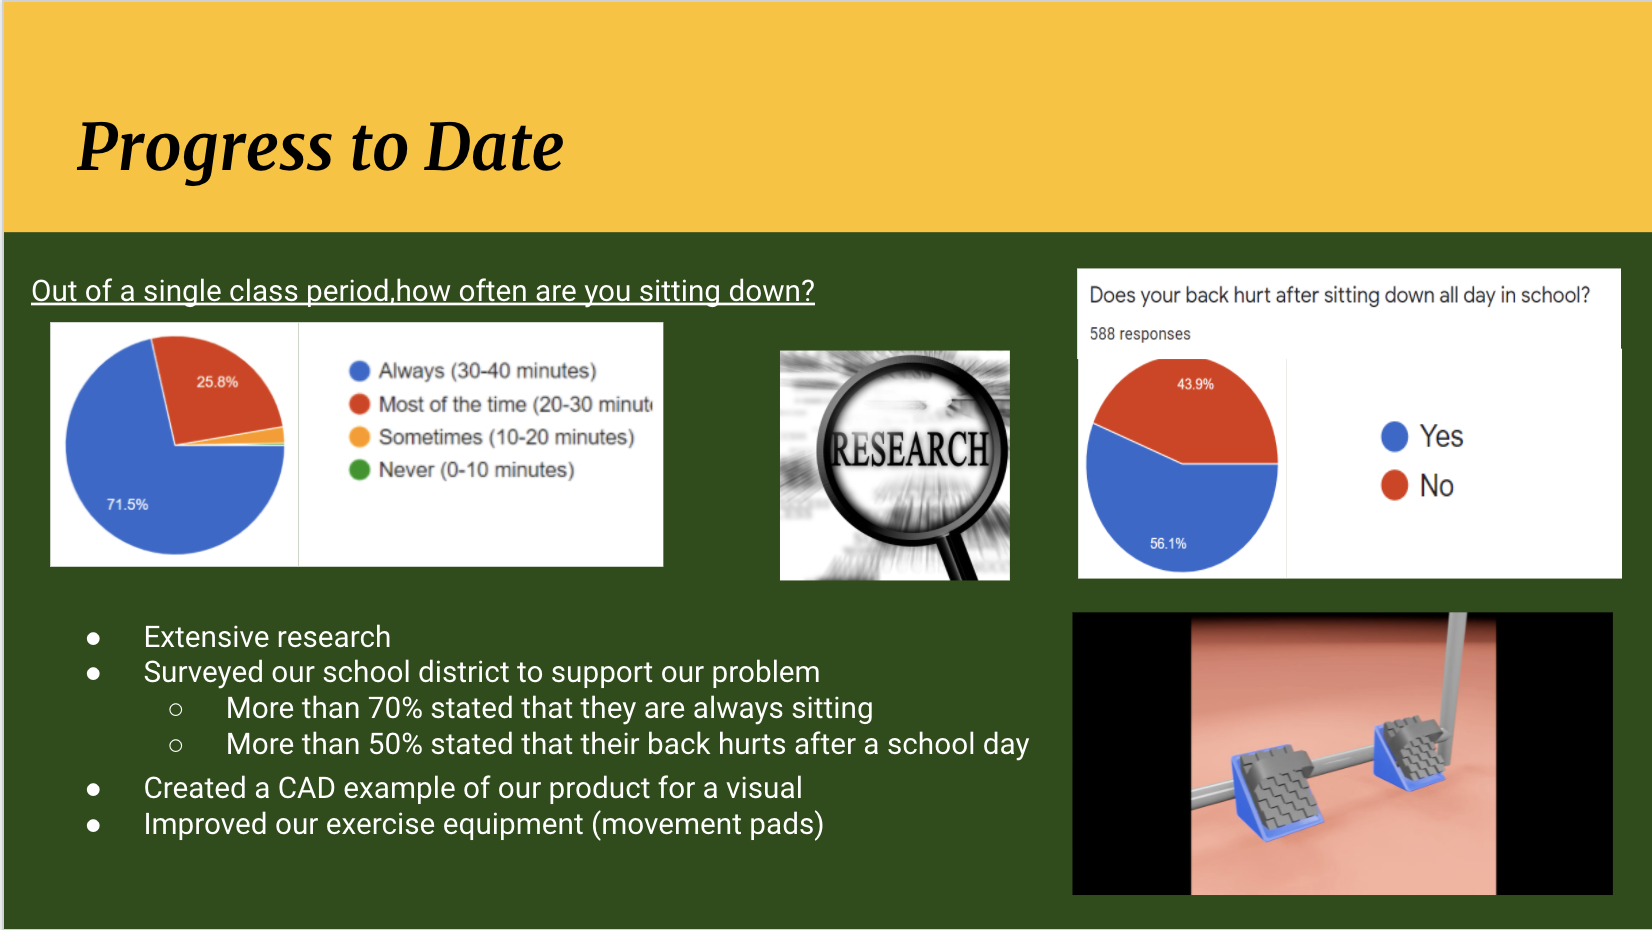 Progress to Date
Out of a single class period,how often are you sitting down?
25.8%
71.5%
Always (30-40 minutes)
Most of the time (20-30 minute
Sometimes (10-20 minutes)
Never (0-10 minutes)
RESEARCH
Does your back hurt after sitting down all day in school?
588 responses
43.9%
56.1%
Yes
No
● Extensive research
● Surveyed our school district to support our problem
○ More than 70% stated that they are always sitting
○ More than 50% stated that their back hurts after a school day
● Created a CAD example of our product for a visual
● Improved our exercise equipment (movement pads)